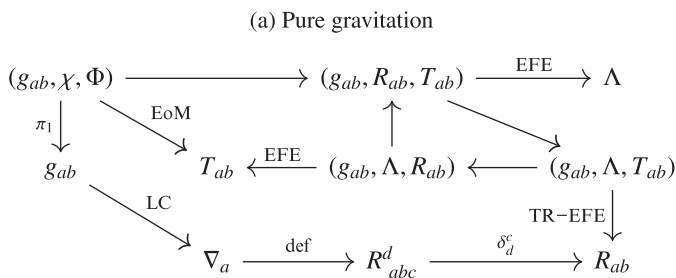 (a) Pure gravitation
(g_{ab}, χ, Φ) (g_{ab}, R_{ab}, T_{ab}) EFE Λ
π_1 EoM
g_{ab} T_{ab} EFE (g_{ab}, Λ, R_{ab}) (g_{ab}, Λ, T_{ab})
LC TR−EFE
∇_a def R^d_{abc} δ^c_d R_{ab}